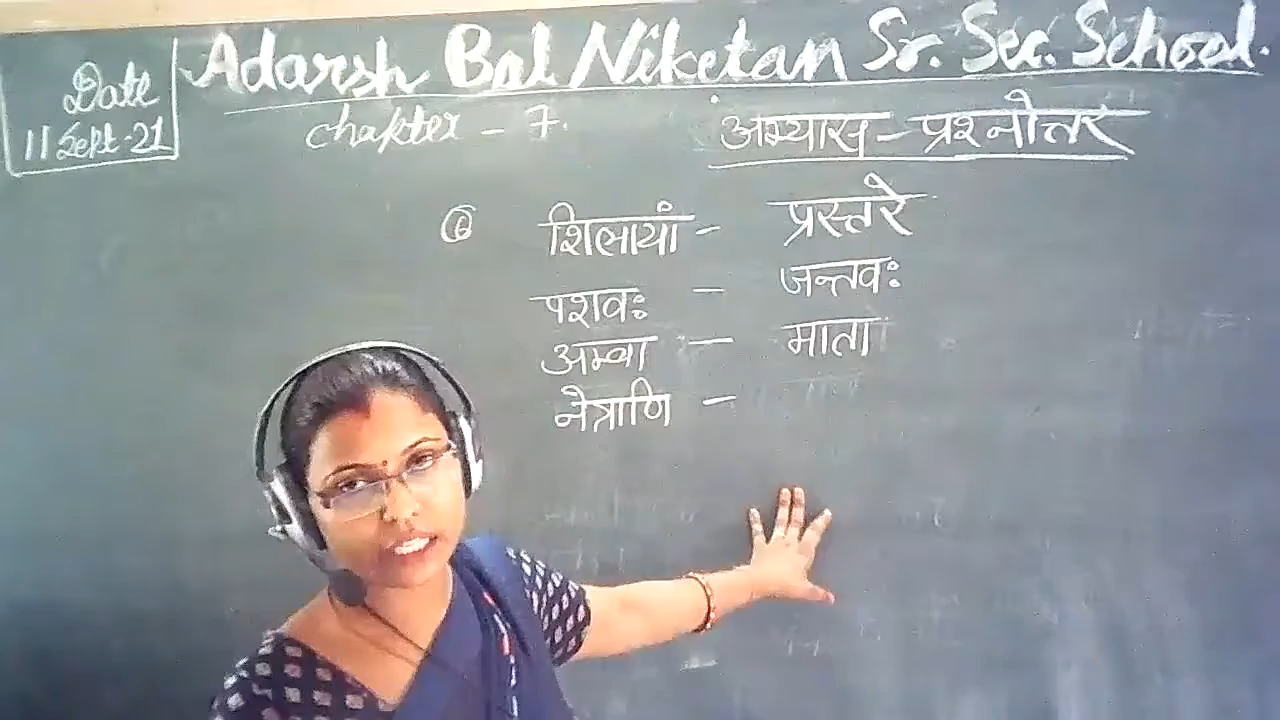 Adarsh Bal Niketan Sr. Sec. School.
Date
11 Sept-21
Chapter - 7.
अभ्यास - प्रश्नोत्तर
⑥ शिलायां - प्रस्तरे
पशवः - जन्तवः
अम्बा - माता
नेत्राणि -